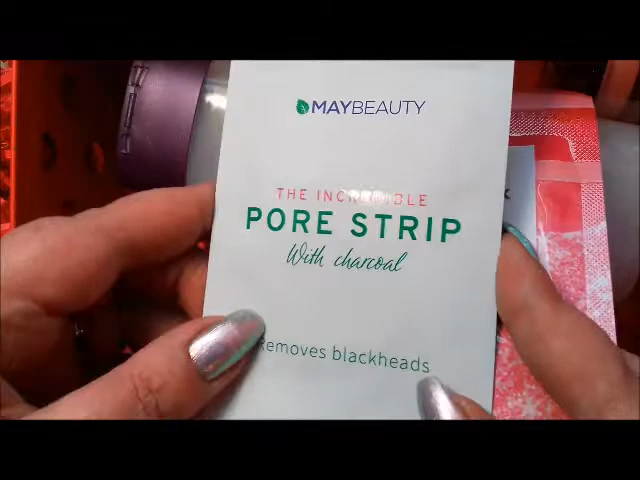 MAYBEAUTY
THE INCREDIBLE
PORE STRIP
With charcoal
Removes blackheads